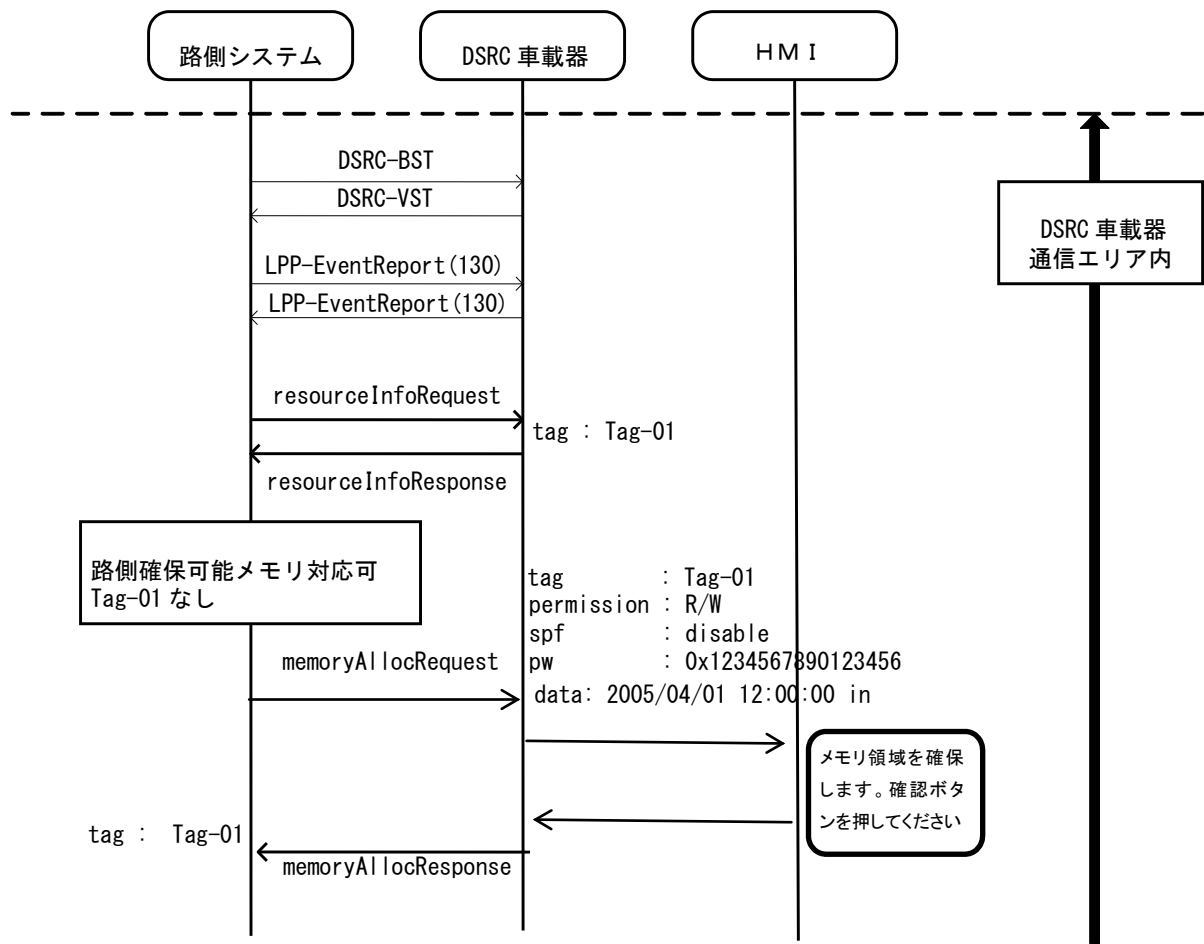 路側システム
DSRC 車載器
ＨＭＩ
DSRC-BST
DSRC-VST
DSRC 車載器
通信エリア内
LPP-EventReport(130)
LPP-EventReport(130)
resourceInfoRequest
tag : Tag-01
resourceInfoResponse
路側確保可能メモリ対応可
Tag-01 なし
tag : Tag-01
permission : R/W
spf : disable
memoryAllocRequest
pw : 0x1234567890123456
data: 2005/04/01 12:00:00 in
メモリ領域を確保
します。確認ボタ
ンを押してください
tag : Tag-01
memoryAllocResponse